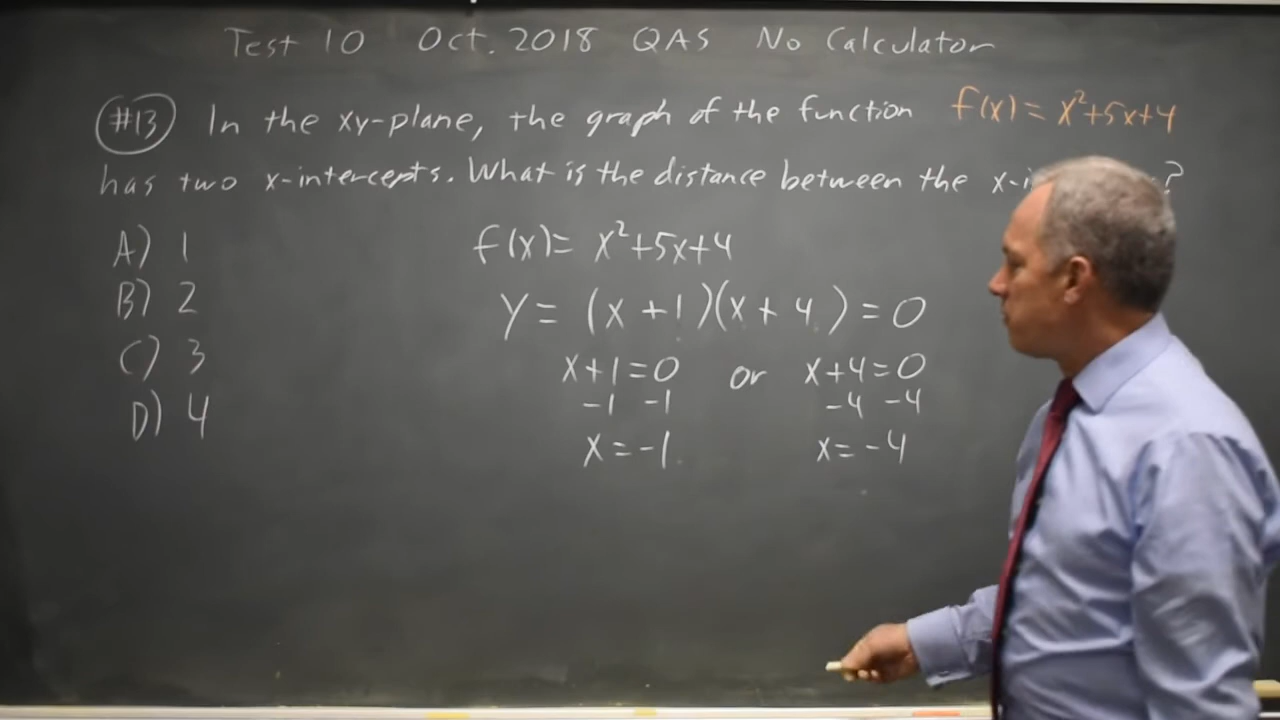 Test 10 Oct. 2018 QAS No Calculator
#13 In the xy-plane, the graph of the function f(x) = x²+5x+4
has two x-intercepts. What is the distance between the ?
A) 1
B) 2
C) 3
D) 4
f(x) = x²+5x+4
y = (x + 1)(x + 4) = 0
x+1=0 or x+4=0
-1 -1 -4 -4
x = -1 x = -4